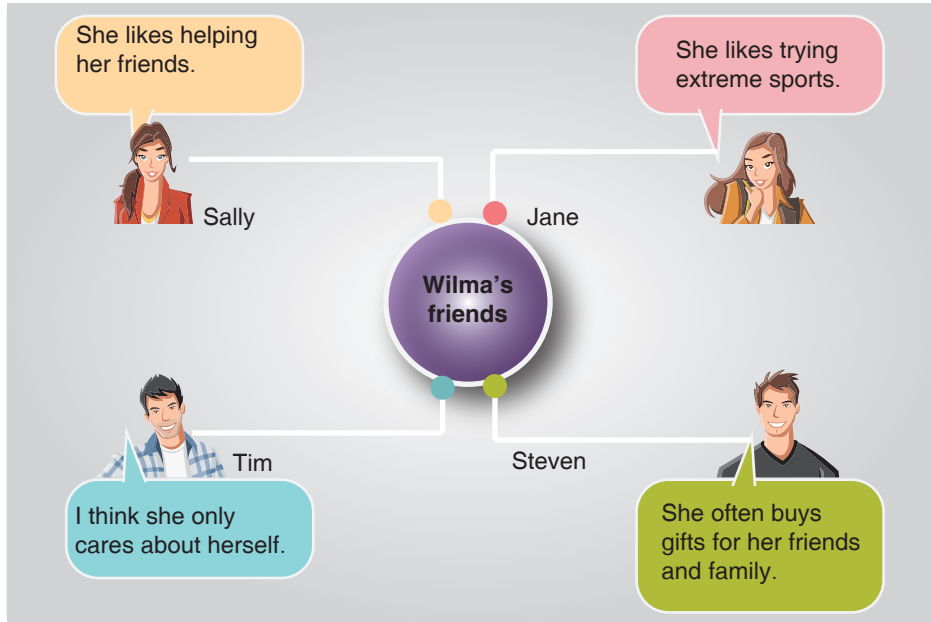 She likes helping
her friends.
She likes trying
extreme sports.
Sally
Jane
Wilma's
friends
Tim
Steven
I think she only
cares about herself.
She often buys
gifts for her friends
and family.